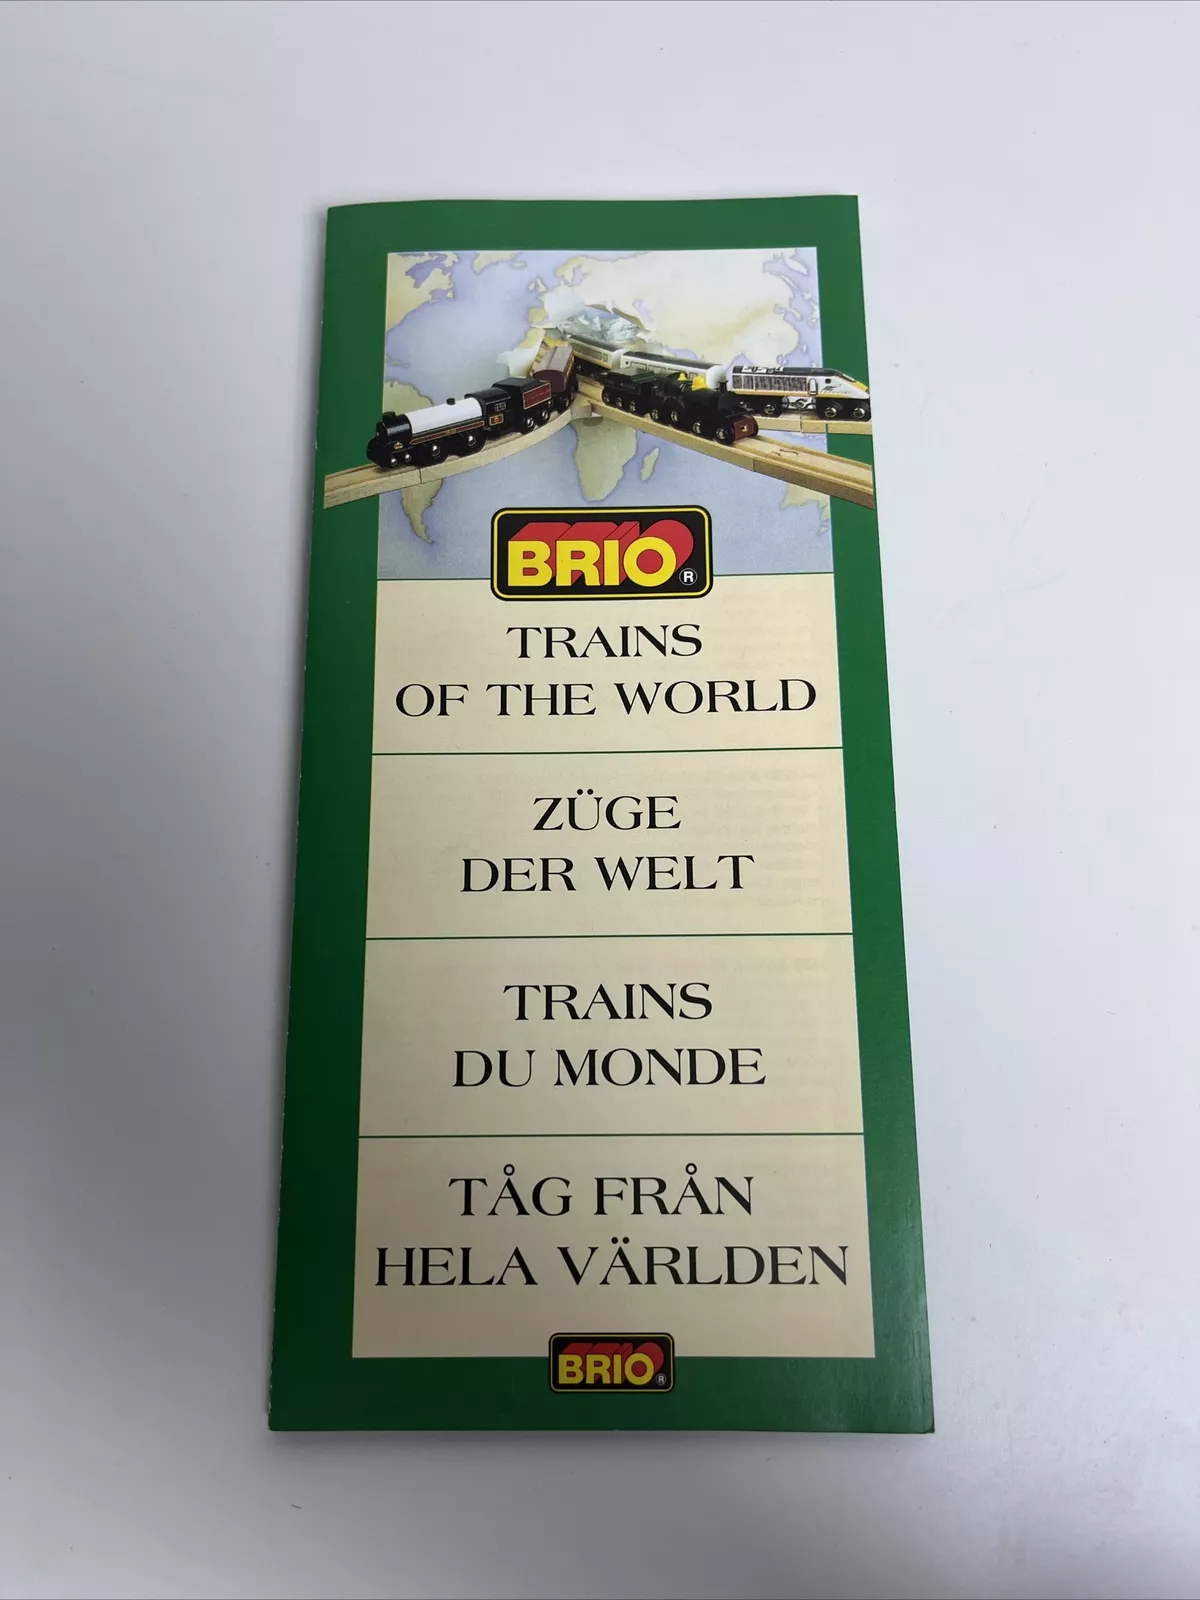 BRIO®
TRAINS
OF THE WORLD
ZÜGE
DER WELT
TRAINS
DU MONDE
TÅG FRÅN
HELA VÄRLDEN
BRIO®